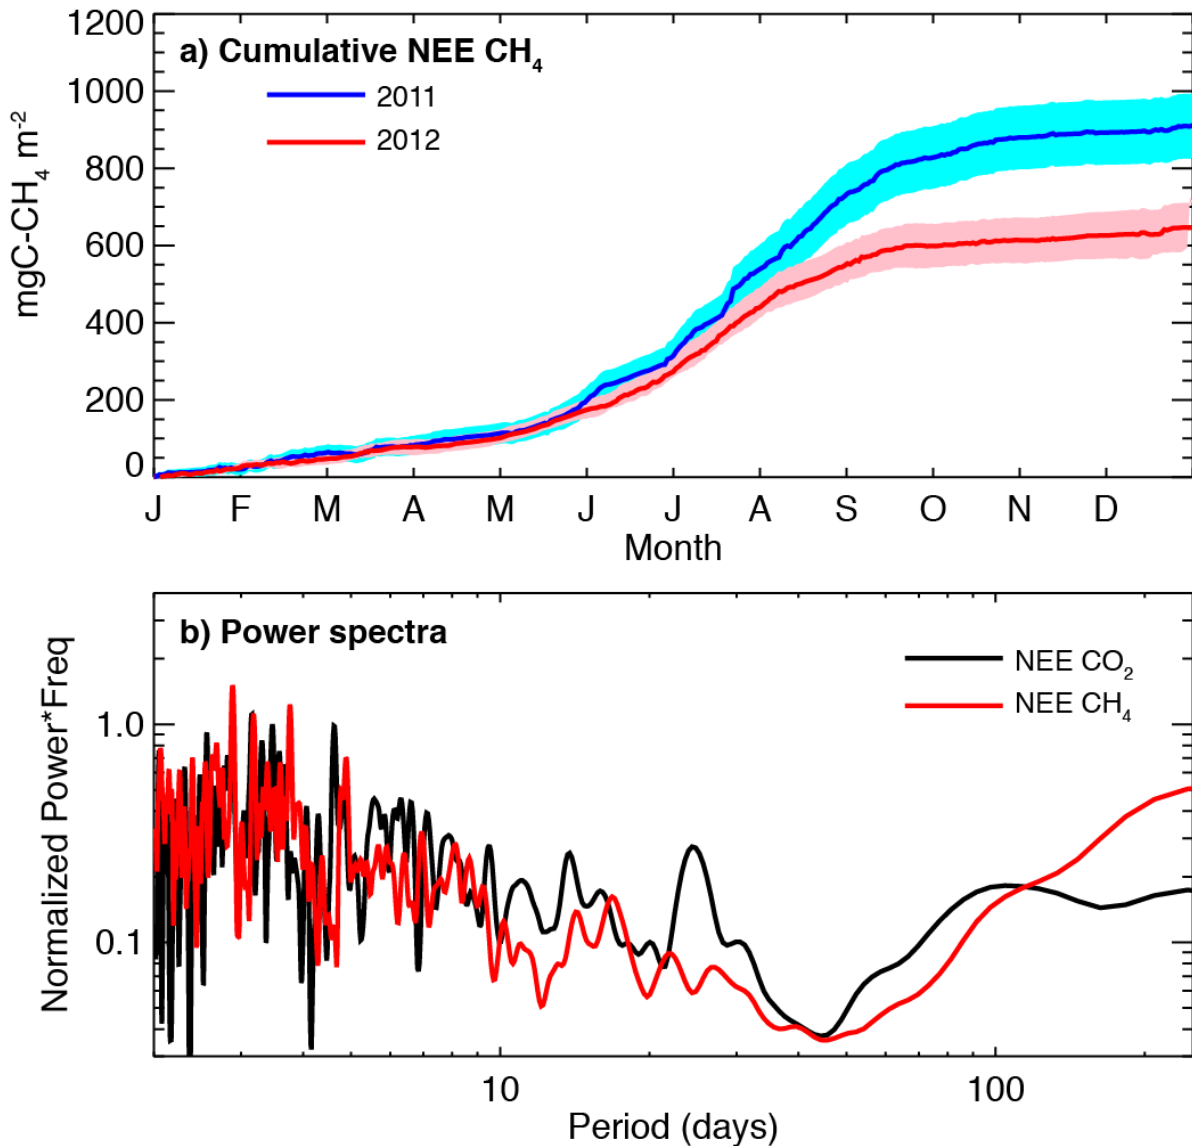 a) Cumulative NEE CH₄
2011
2012
mgC-CH₄ m⁻²
1200
1000
800
600
400
200
0
J F M A M J J A S O N D
Month
b) Power spectra
NEE CO₂
NEE CH₄
Normalized Power*Freq
1.0
0.1
10 100
Period (days)